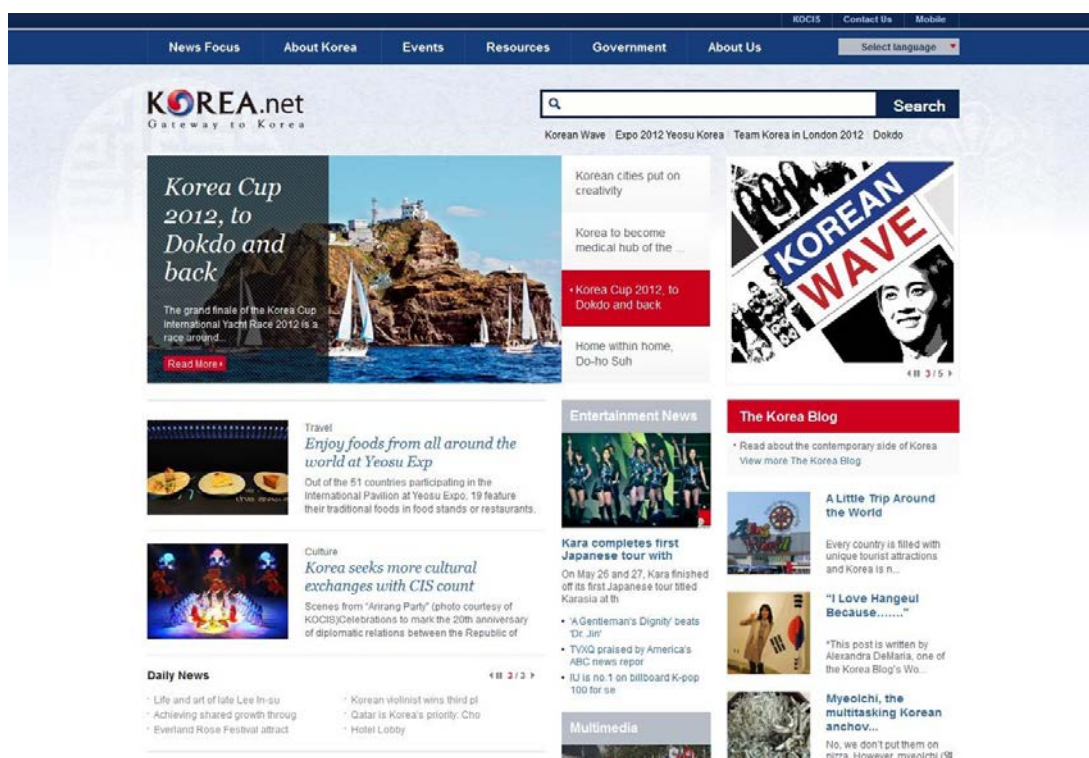 KOCIS Contact Us Mobile
News Focus About Korea Events Resources Government About Us Select language
KOREA.net
Gateway to Korea
Search
Korean Wave Expo 2012 Yeosu Korea Team Korea in London 2012 Dokdo
Korea Cup
2012, to
Dokdo and
back
The grand finale of the Korea Cup
International Yacht Race 2012 is a
race around...
Read More
Korean cities put on
creativity
Korea to become
medical hub of the ...
Korea Cup 2012, to
Dokdo and back
Home within home,
Do-ho Suh
KOREAN
WAVE
3/5
Travel
Enjoy foods from all around the
world at Yeosu Exp
Out of the 51 countries participating in the
International Pavilion at Yeosu Expo, 19 feature
their traditional foods in food stands or restaurants.
Culture
Korea seeks more cultural
exchanges with CIS count
Scenes from "Arirang Party" (photo courtesy of
KOCIS)Celebrations to mark the 20th anniversary
of diplomatic relations between the Republic of
Daily News 3/3
Life and art of late Lee In-su
Achieving shared growth throug
Everland Rose Festival attract
Korean violinist wins third pl
Qatar is Korea's priority: Cho
Hotel Lobby
Entertainment News
Kara completes first
Japanese tour with
On May 26 and 27, Kara finished
off its first Japanese tour titled
Karasia at th
'A Gentleman's Dignity' beats
'Dr. Jin'
TVXQ praised by America's
ABC news repor
IU is no.1 on billboard K-pop
100 for se
Multimedia
The Korea Blog
Read about the contemporary side of Korea
View more The Korea Blog
A Little Trip Around
the World
Every country is filled with
unique tourist attractions
and Korea is n...
"I Love Hangeul
Because......."
*This post is written by
Alexandra DeMaria, one of
the Korea Blog's Wo...
Myeolchi, the
multitasking Korean
anchov...
No, we don't put them on
pizza. However, myeolchi